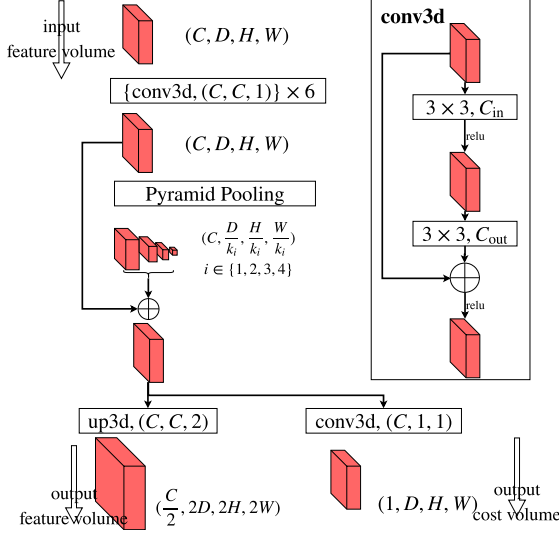 input
feature volume
(C, D, H, W)
{conv3d, (C, C, 1)} × 6
(C, D, H, W)
Pyramid Pooling
(C, D/k_i, H/k_i, W/k_i)
i ∈ {1, 2, 3, 4}
up3d, (C, C, 2)
conv3d, (C, 1, 1)
output
feature volume
(C/2, 2D, 2H, 2W)
(1, D, H, W)
output
cost volume
conv3d
3 × 3, C_in
relu
3 × 3, C_out
relu